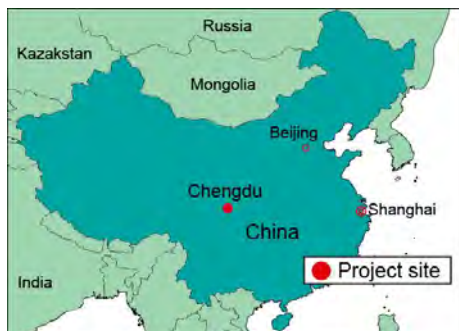 Russia
Kazakstan
Mongolia
Beijing
Chengdu
Shanghai
China
India
Project site